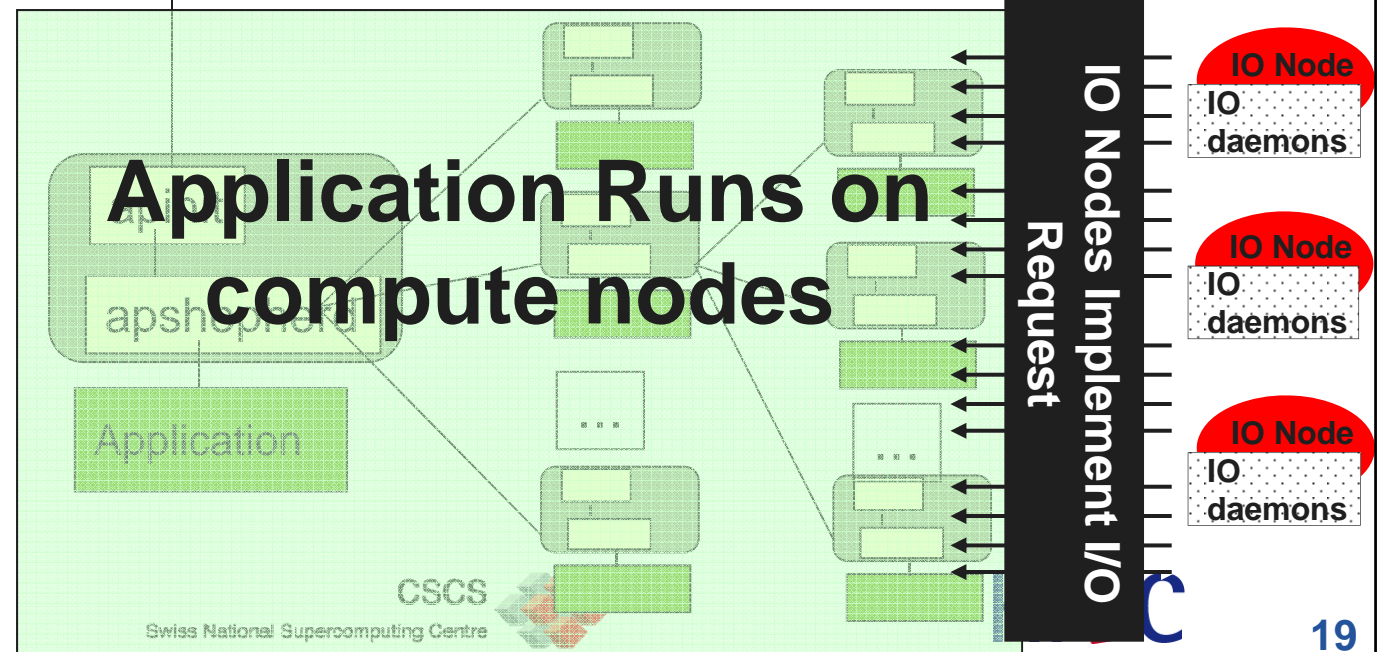 Application Runs on
compute nodes
apinit
apshepherd
Application
...
...
IO Nodes Implement I/O
Request
IO Node
IO
daemons
IO Node
IO
daemons
IO Node
IO
daemons
CSCS
Swiss National Supercomputing Centre
C
19